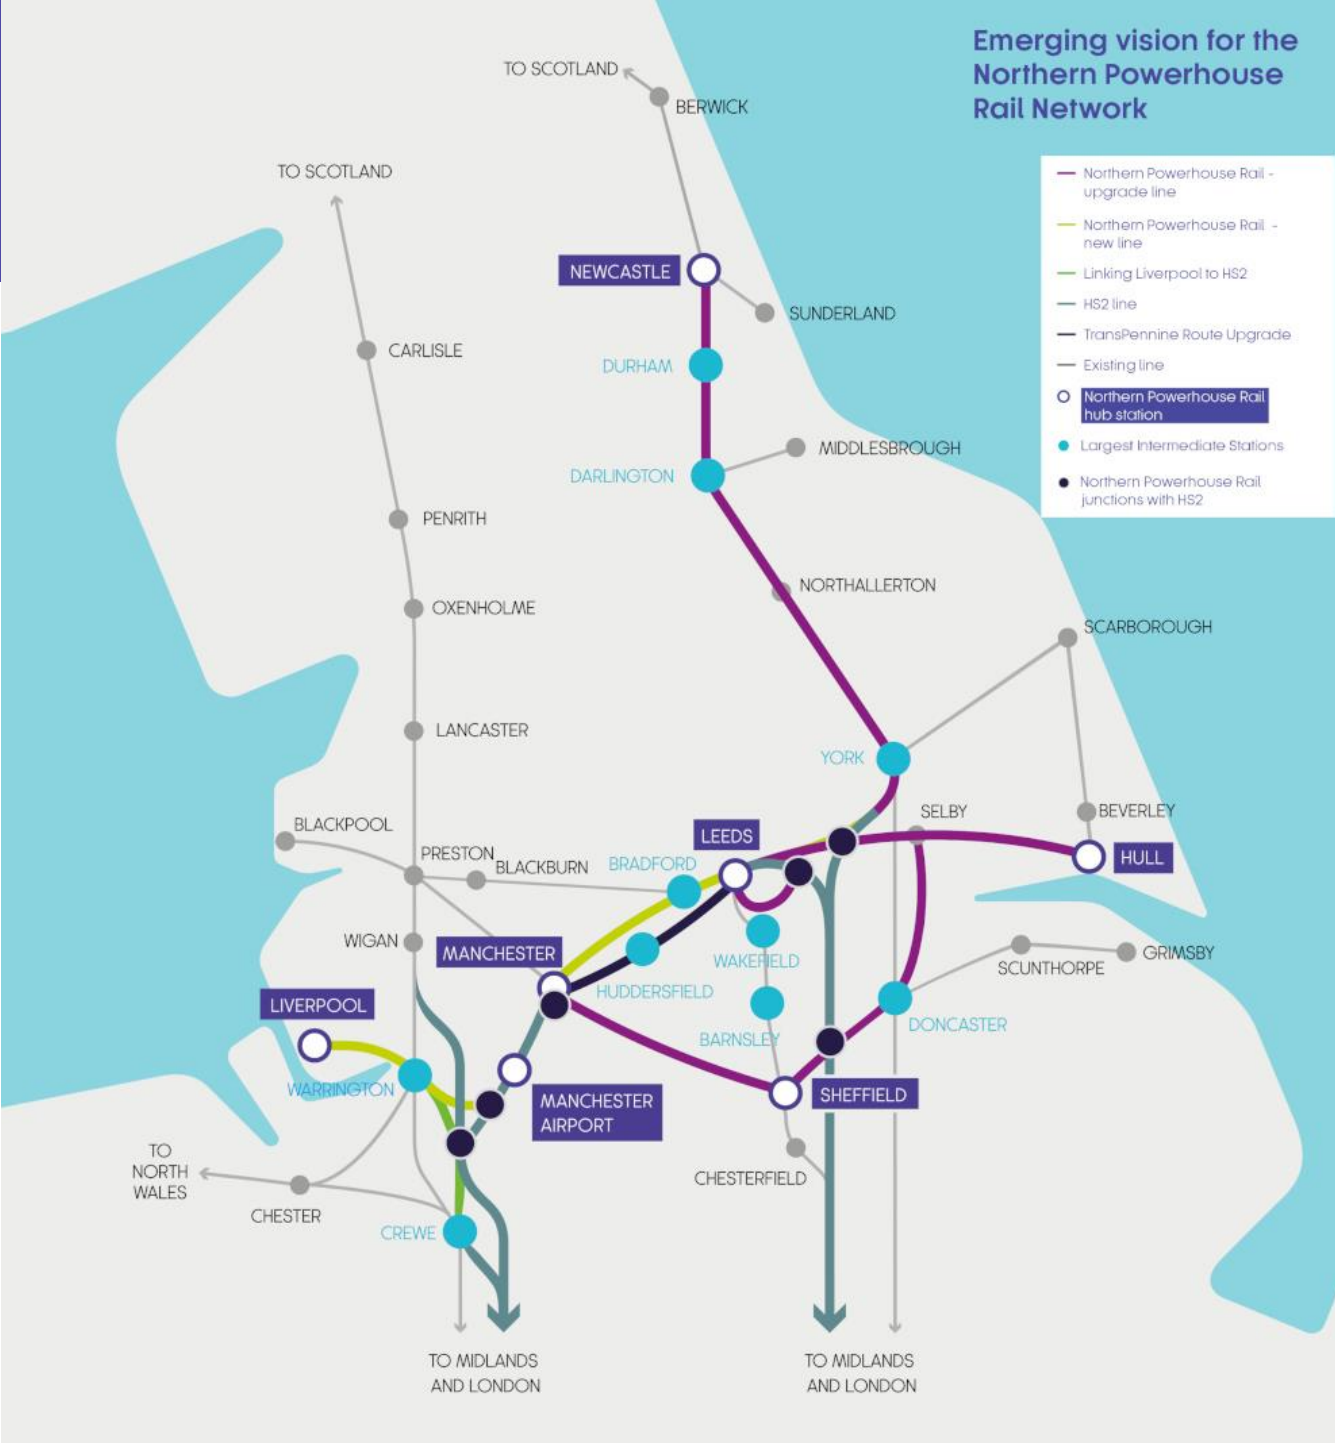 Emerging vision for the
Northern Powerhouse
Rail Network
Northern Powerhouse Rail -
upgrade line
Northern Powerhouse Rail -
new line
Linking Liverpool to HS2
HS2 line
TransPennine Route Upgrade
Existing line
Northern Powerhouse Rail
hub station
Largest Intermediate Stations
Northern Powerhouse Rail
junctions with HS2
TO SCOTLAND
BERWICK
TO SCOTLAND
NEWCASTLE
SUNDERLAND
CARLISLE
DURHAM
MIDDLESBROUGH
DARLINGTON
PENRITH
NORTHALLERTON
OXENHOLME
SCARBOROUGH
LANCASTER
YORK
BLACKPOOL
SELBY
BEVERLEY
LEEDS
PRESTON
BLACKBURN
BRADFORD
HULL
WIGAN
MANCHESTER
WAKEFIELD
SCUNTHORPE
GRIMSBY
HUDDERSFIELD
LIVERPOOL
DONCASTER
BARNSLEY
WARRINGTON
SHEFFIELD
MANCHESTER
AIRPORT
TO
NORTH
WALES
CHESTERFIELD
CHESTER
CREWE
TO MIDLANDS
AND LONDON
TO MIDLANDS
AND LONDON